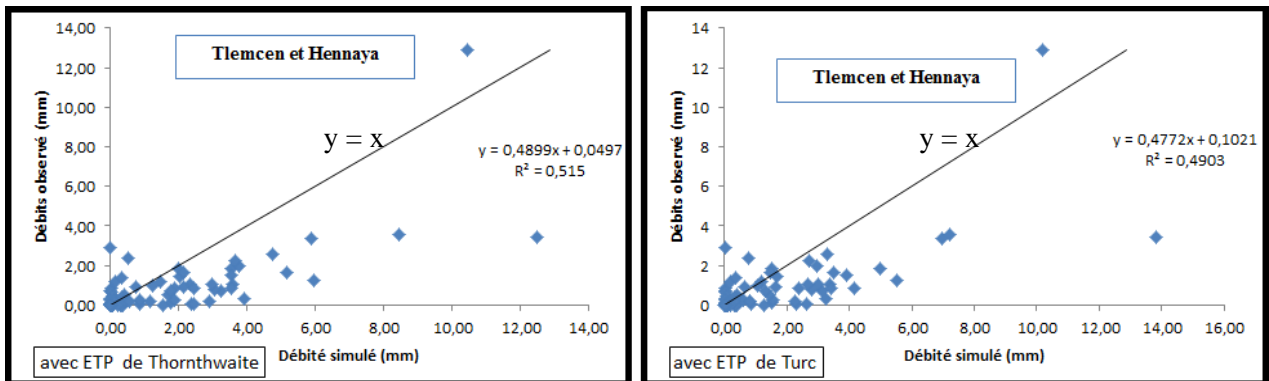 14,00
12,00
10,00
8,00
6,00
4,00
2,00
0,00
Débits observé (mm)
Tlemcen et Hennaya
y = x
y = 0,4899x + 0,0497
R² = 0,515
0,00 2,00 4,00 6,00 8,00 10,00 12,00 14,00
Débité simulé (mm)
avec ETP de Thornthwaite
14
12
10
8
6
4
2
0
Débits observé (mm)
Tlemcen et Hennaya
y = x
y = 0,4772x + 0,1021
R² = 0,4903
0,00 2,00 4,00 6,00 8,00 10,00 12,00 14,00 16,00
Débité simulé (mm)
avec ETP de Turc